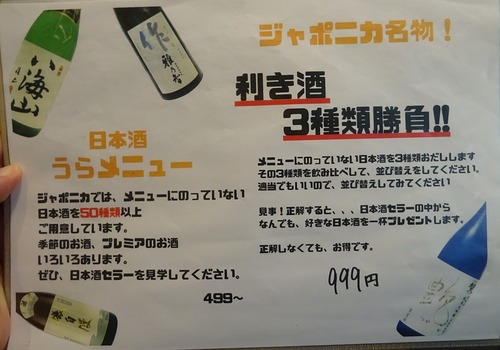 八海山
作
雅乃智
ジャポニカ名物！
利き酒
3種類勝負!!
日本酒
うらメニュー
ジャポニカでは、メニューにのっていない
日本酒を50種類以上
ご用意しています。
季節のお酒、プレミアのお酒
いろいろあります。
ぜひ、日本酒セラーを見学してください。
499～
メニューにのっていない日本酒を3種類おだしします
その3種類を飲み比べして、並び替えをしてください。
適当でもいいので、並び替えしてみてください
見事！正解すると、、、日本酒セラーの中から
なんでも、好きな日本酒を一杯プレゼントします。
正解しなくても、お得です。
999円